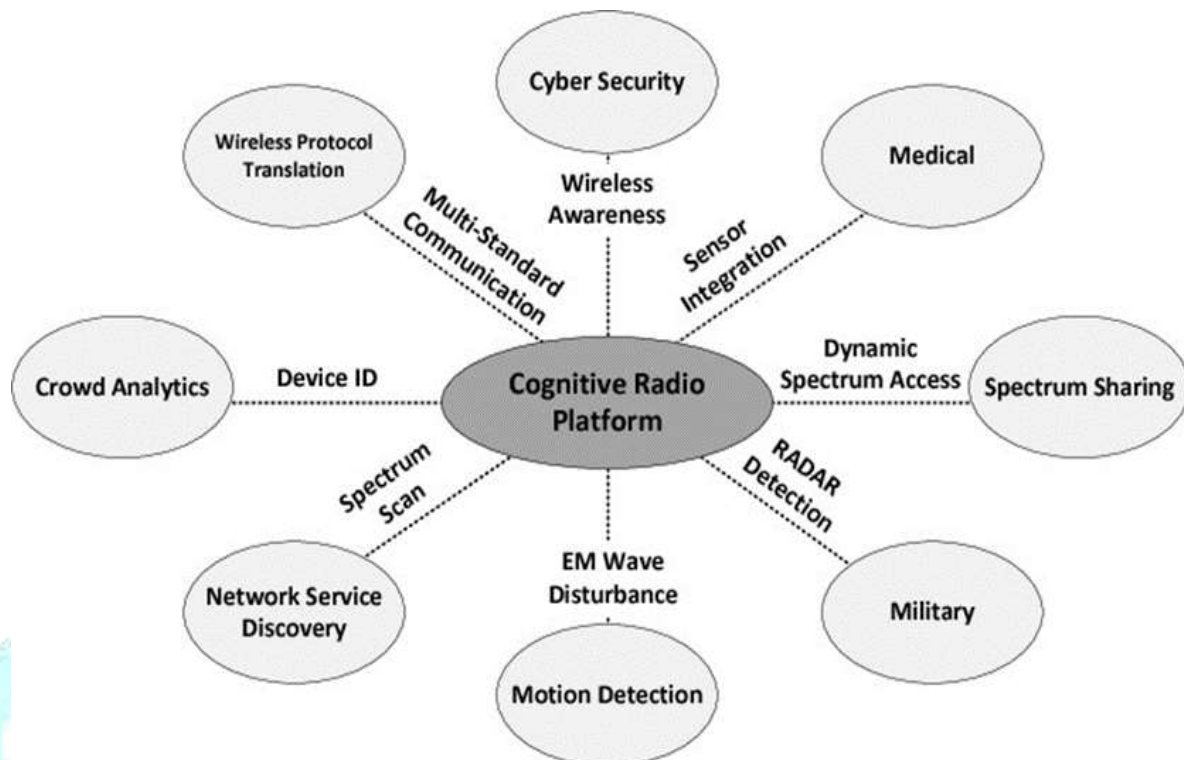 Cyber Security
Wireless Protocol
Translation
Medical
Wireless
Awareness
Multi-Standard
Communication
Sensor
Integration
Crowd Analytics
Device ID
Cognitive Radio
Platform
Dynamic
Spectrum Access
Spectrum Sharing
Spectrum
Scan
RADAR
Detection
EM Wave
Disturbance
Network Service
Discovery
Military
Motion Detection